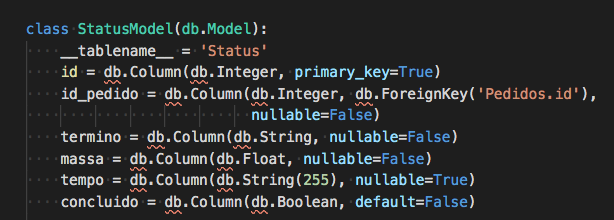 class StatusModel(db.Model):
    __tablename__ = 'Status'
    id = db.Column(db.Integer, primary_key=True)
    id_pedido = db.Column(db.Integer, db.ForeignKey('Pedidos.id'),
                          nullable=False)
    termino = db.Column(db.String, nullable=False)
    massa = db.Column(db.Float, nullable=False)
    tempo = db.Column(db.String(255), nullable=True)
    concluido = db.Column(db.Boolean, default=False)